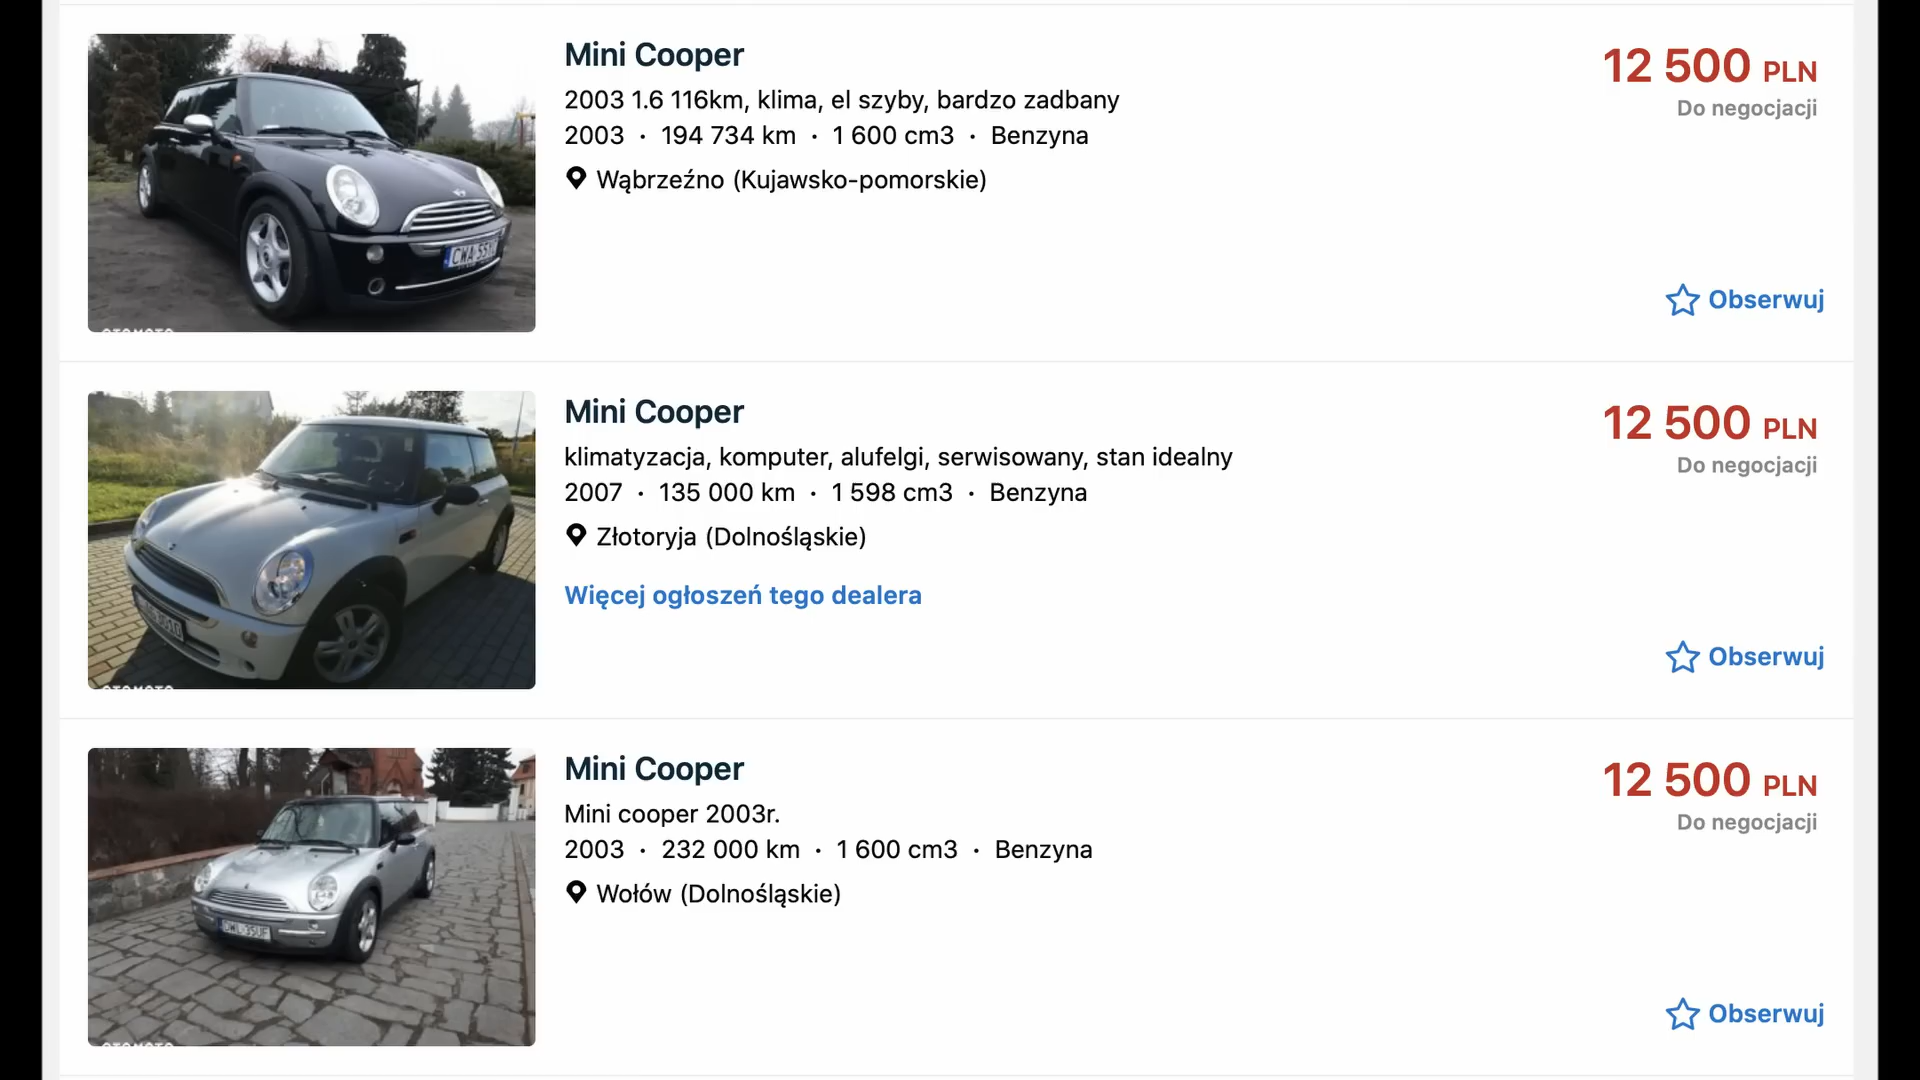 Mini Cooper
12 500 PLN
2003 1.6 116km, klima, el szyby, bardzo zadbany
Do negocjacji
2003 · 194 734 km · 1 600 cm3 · Benzyna
Wąbrzeźno (Kujawsko-pomorskie)
Obserwuj
Mini Cooper
12 500 PLN
klimatyzacja, komputer, alufelgi, serwisowany, stan idealny
Do negocjacji
2007 · 135 000 km · 1 598 cm3 · Benzyna
Złotoryja (Dolnośląskie)
Więcej ogłoszeń tego dealera
Obserwuj
Mini Cooper
12 500 PLN
Mini cooper 2003r.
Do negocjacji
2003 · 232 000 km · 1 600 cm3 · Benzyna
Wołów (Dolnośląskie)
Obserwuj